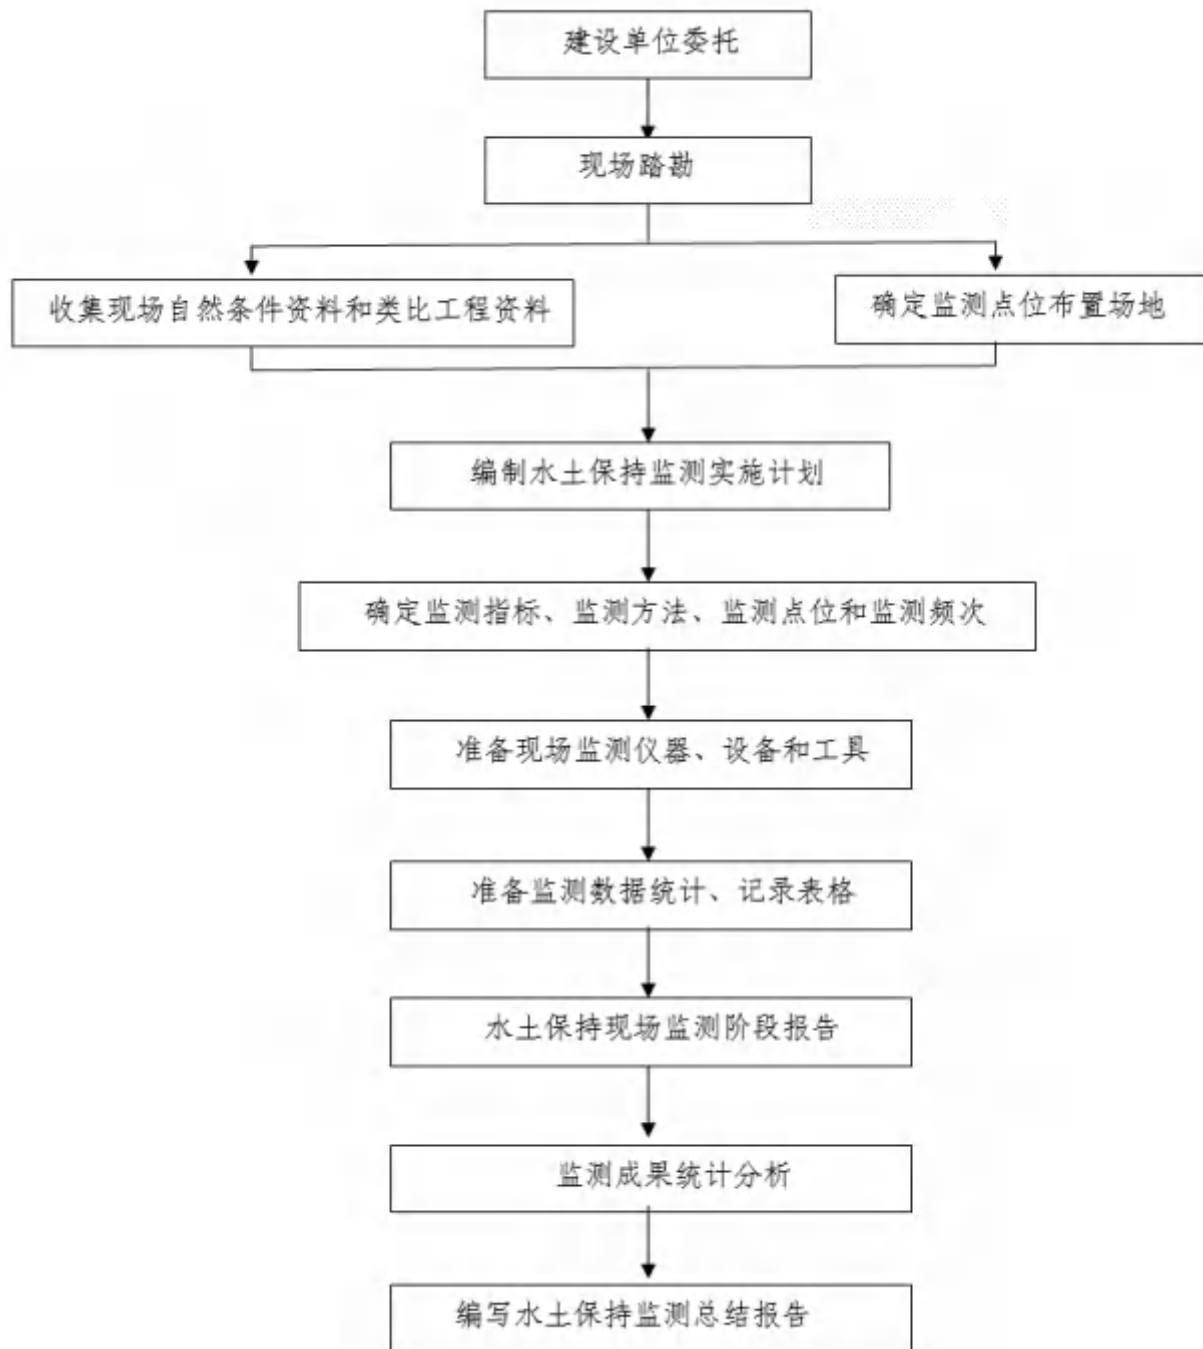 建设单位委托
现场踏勘
收集现场自然条件资料和类比工程资料
确定监测点位布置场地
编制水土保持监测实施计划
确定监测指标、监测方法、监测点位和监测频次
准备现场监测仪器、设备和工具
准备监测数据统计、记录表格
水土保持现场监测阶段报告
监测成果统计分析
编写水土保持监测总结报告